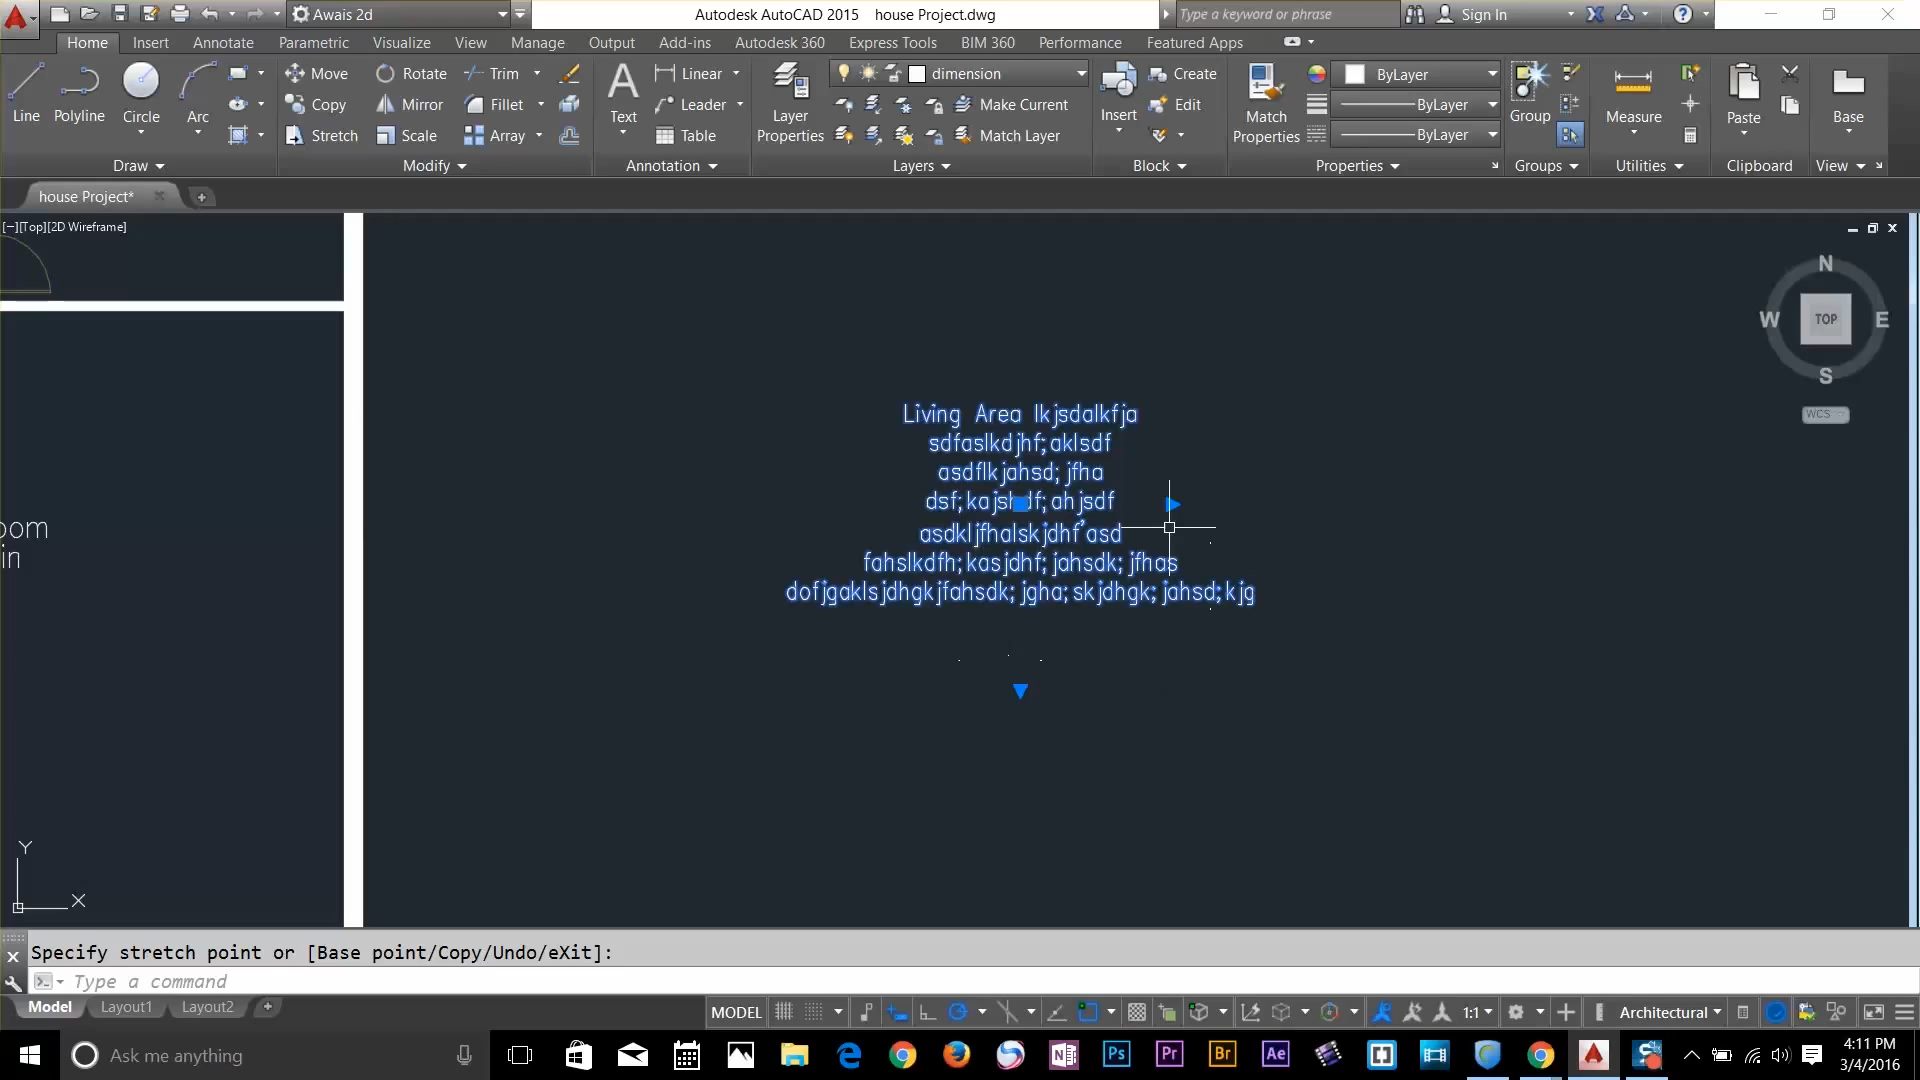 Awais 2d
Autodesk AutoCAD 2015 house Project.dwg
Type a keyword or phrase
Sign In
Home Insert Annotate Parametric Visualize View Manage Output Add-ins Autodesk 360 Express Tools BIM 360 Performance Featured Apps
Line Polyline Circle Arc
Move Rotate Trim
Copy Mirror Fillet
Stretch Scale Array
Text Linear Leader Table
Layer Properties
dimension
Make Current
Match Layer
Insert Create Edit
Match Properties
ByLayer
ByLayer
ByLayer
Group Measure Paste Base
Draw Modify Annotation Layers Block Properties Groups Utilities Clipboard View
house Project*
[−][Top][2D Wireframe]
N
W TOP E
S
WCS
Living Area lkjsdalkfja
sdfaslkdjhf;aklsdf
asdflkjahsd;jfha
dsf;kajshdf;ahjsdf
asdkljfhalskjdhf'asd
fahslkdfh;kasjdhf;jahsdk;jfhas
dofjgaklsjdhgkjfahsdk;jgha;skjdhgk;jahsd;kjg
oom
in
Y
X
Specify stretch point or [Base point/Copy/Undo/eXit]:
Type a command
Model Layout1 Layout2
MODEL 1:1 Architectural
Ask me anything
N Ps Pr Br Ae
4:11 PM
3/4/2016